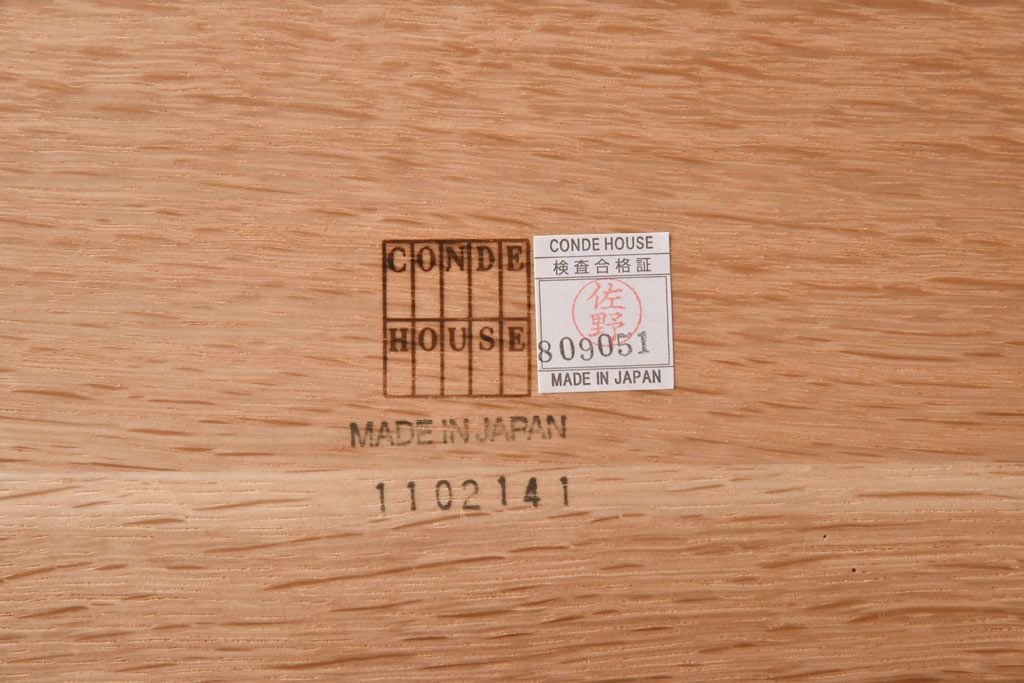 CONDE
HOUSE
MADE IN JAPAN
1102141
CONDE HOUSE
検査合格証
佐野
809051
MADE IN JAPAN